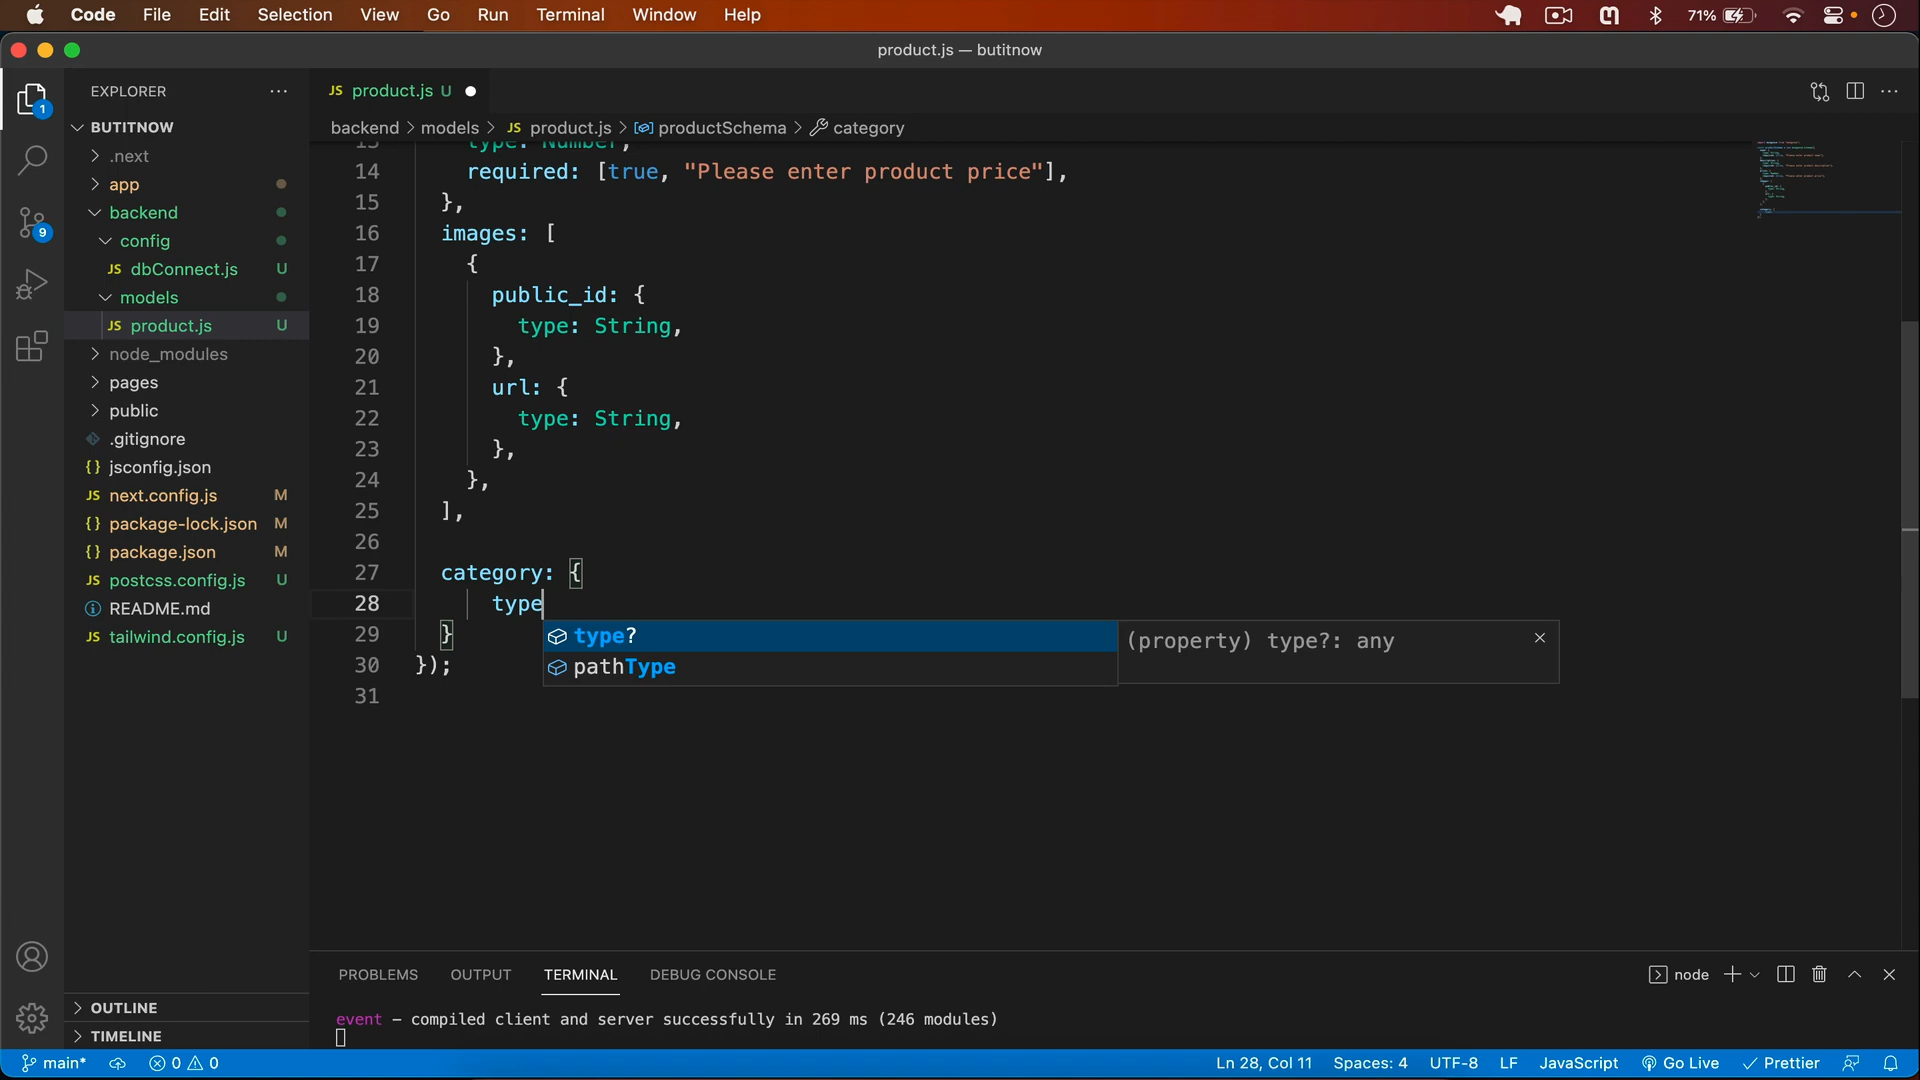 Code File Edit Selection View Go Run Terminal Window Help 71%
product.js — butitnow
EXPLORER
JS product.js U
BUTITNOW
backend > models > JS product.js > productSchema > category
.next
app
backend
config
JS dbConnect.js U
models
JS product.js U
node_modules
pages
public
.gitignore
{} jsconfig.json
JS next.config.js M
{} package-lock.json M
{} package.json M
JS postcss.config.js U
README.md
JS tailwind.config.js U
OUTLINE
TIMELINE
1
9
13 type: Number,
14 required: [true, "Please enter product price"],
15 },
16 images: [
17 {
18 public_id: {
19 type: String,
20 },
21 url: {
22 type: String,
23 },
24 },
25 ],
26
27 category: {
28 type
29 }
30 });
31
type? (property) type?: any
pathType
PROBLEMS OUTPUT TERMINAL DEBUG CONSOLE node
event – compiled client and server successfully in 269 ms (246 modules)
main* 0 0 Ln 28, Col 11 Spaces: 4 UTF-8 LF JavaScript Go Live Prettier